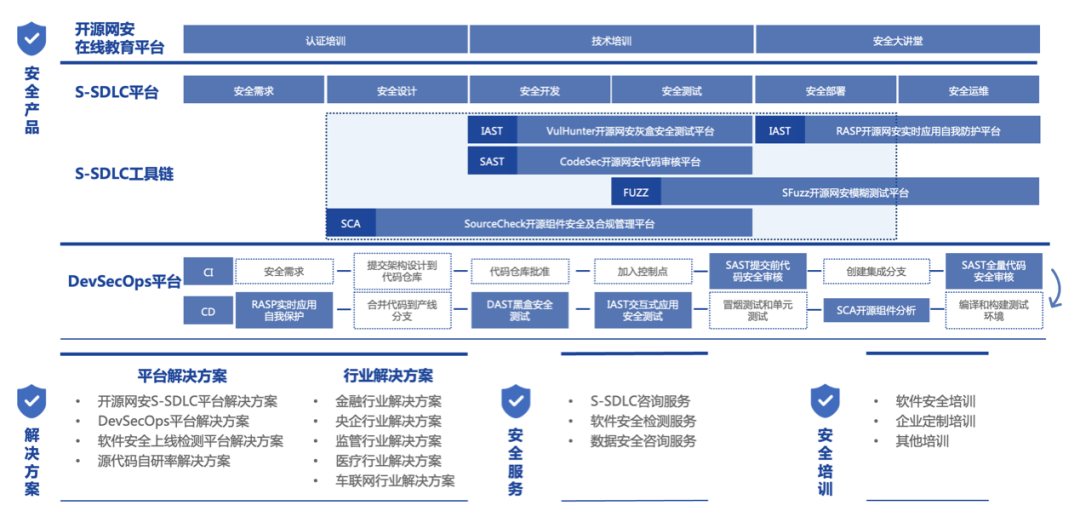 开源网安
在线教育平台
认证培训
技术培训
安全大讲堂
安全产品
S-SDLC平台
安全需求
安全设计
安全开发
安全测试
安全部署
安全运维
S-SDLC工具链
IAST
VulHunter开源网安灰盒安全测试平台
IAST
RASP开源网安实时应用自我防护平台
SAST
CodeSec开源网安代码审核平台
FUZZ
SFuzz开源网安模糊测试平台
SCA
SourceCheck开源组件安全及合规管理平台
DevSecOps平台
CI
安全需求
提交架构设计到
代码仓库
代码仓库批准
加入控制点
SAST提交前代
码安全审核
创建集成分支
SAST全量代码
安全审核
CD
RASP实时应用
自我保护
合并代码到产线
分支
DAST黑盒安全
测试
IAST交互式应用
安全测试
冒烟测试和单元
测试
SCA开源组件分析
编译和构建测试
环境
解决方案
平台解决方案
• 开源网安S-SDLC平台解决方案
• DevSecOps平台解决方案
• 软件安全上线检测平台解决方案
• 源代码自研率解决方案
行业解决方案
• 金融行业解决方案
• 央企行业解决方案
• 监管行业解决方案
• 医疗行业解决方案
• 车联网行业解决方案
安全服务
• S-SDLC咨询服务
• 软件安全检测服务
• 数据安全咨询服务
安全培训
• 软件安全培训
• 企业定制培训
• 其他培训